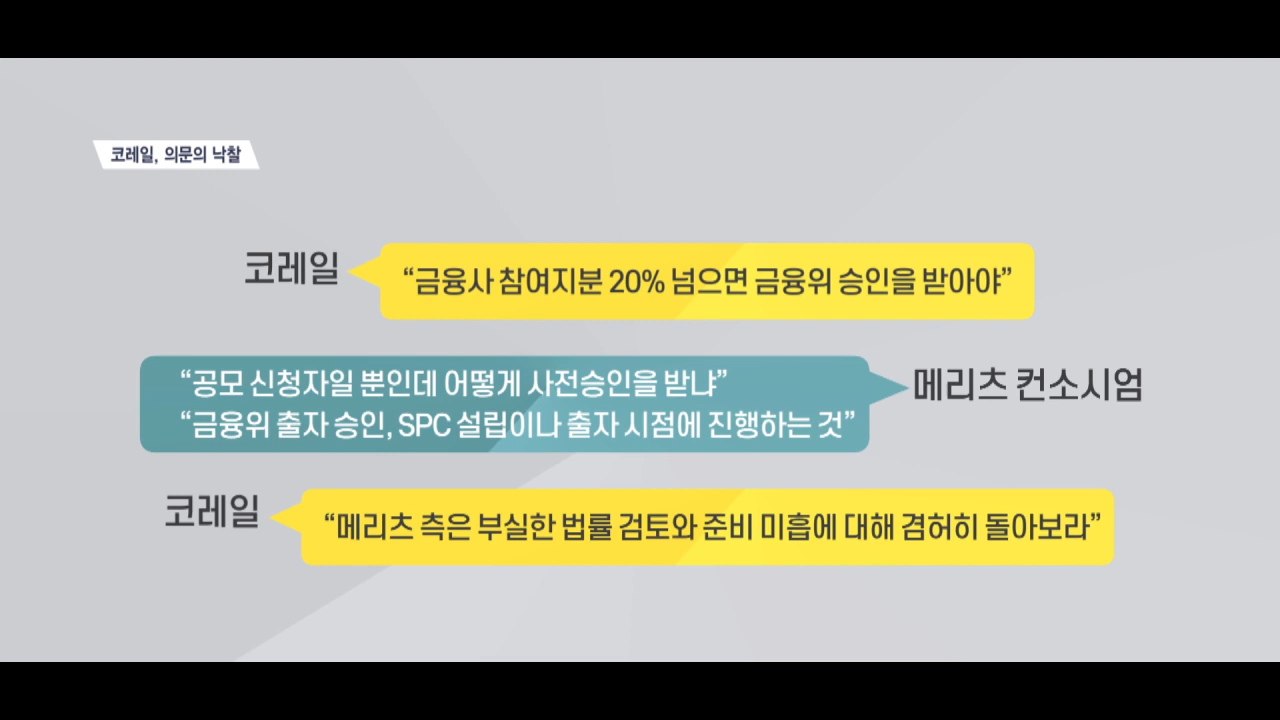 코레일, 의문의 낙찰
코레일
“금융사 참여지분 20% 넘으면 금융위 승인을 받아야”
“공모 신청자일 뿐인데 어떻게 사전승인을 받냐”
“금융위 출자 승인, SPC 설립이나 출자 시점에 진행하는 것”
메리츠 컨소시엄
코레일
“메리츠 측은 부실한 법률 검토와 준비 미흡에 대해 겸허히 돌아보라”